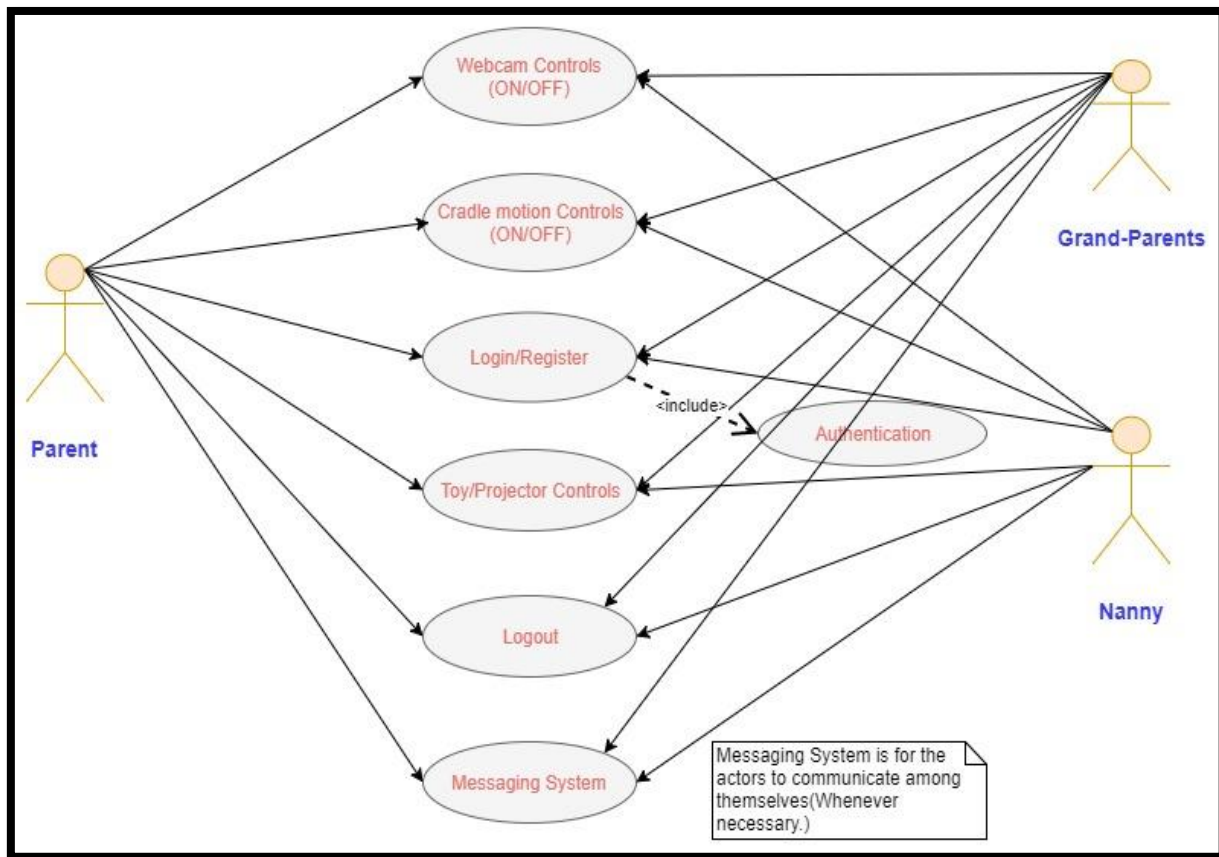 Webcam Controls
(ON/OFF)
Cradle motion Controls
(ON/OFF)
Grand-Parents
Login/Register
<include>
Authentication
Parent
Toy/Projector Controls
Nanny
Logout
Messaging System
Messaging System is for the
actors to communicate among
themselves(Whenever
necessary.)